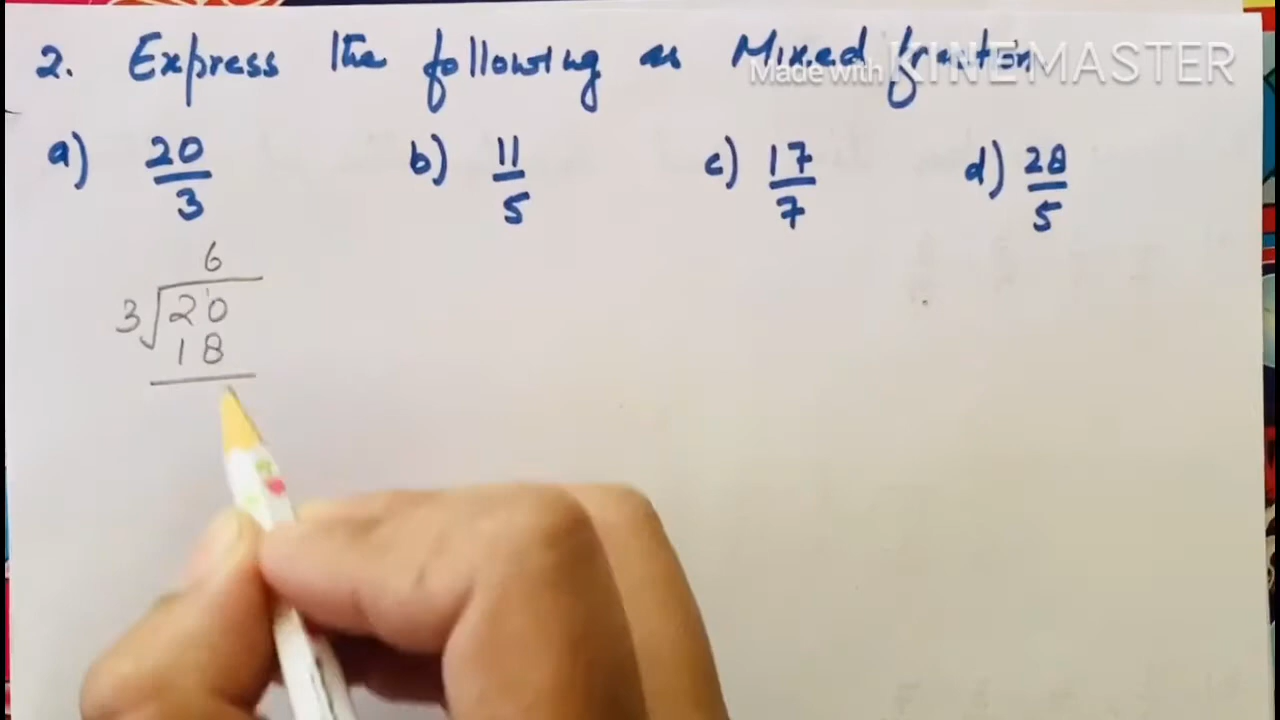 2. Express the following as Mixed fraction
Made with KINEMASTER
a) 20/3 b) 11/5 c) 17/7 d) 28/5
6
3√20
18